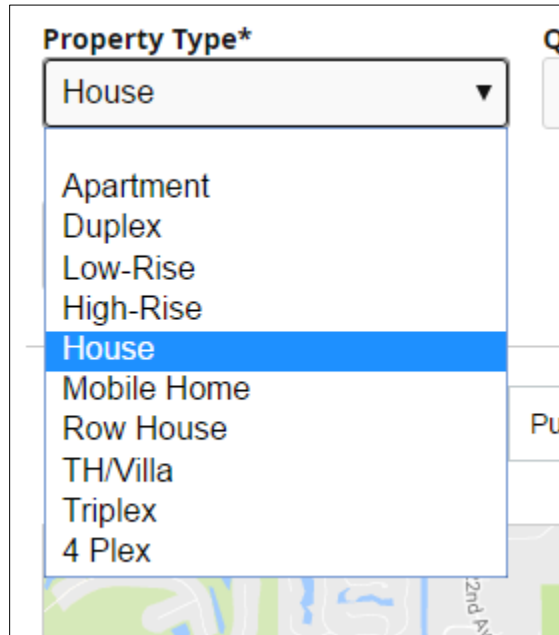 Property Type*
House
Apartment
Duplex
Low-Rise
High-Rise
House
Mobile Home
Row House
TH/Villa
Triplex
4 Plex